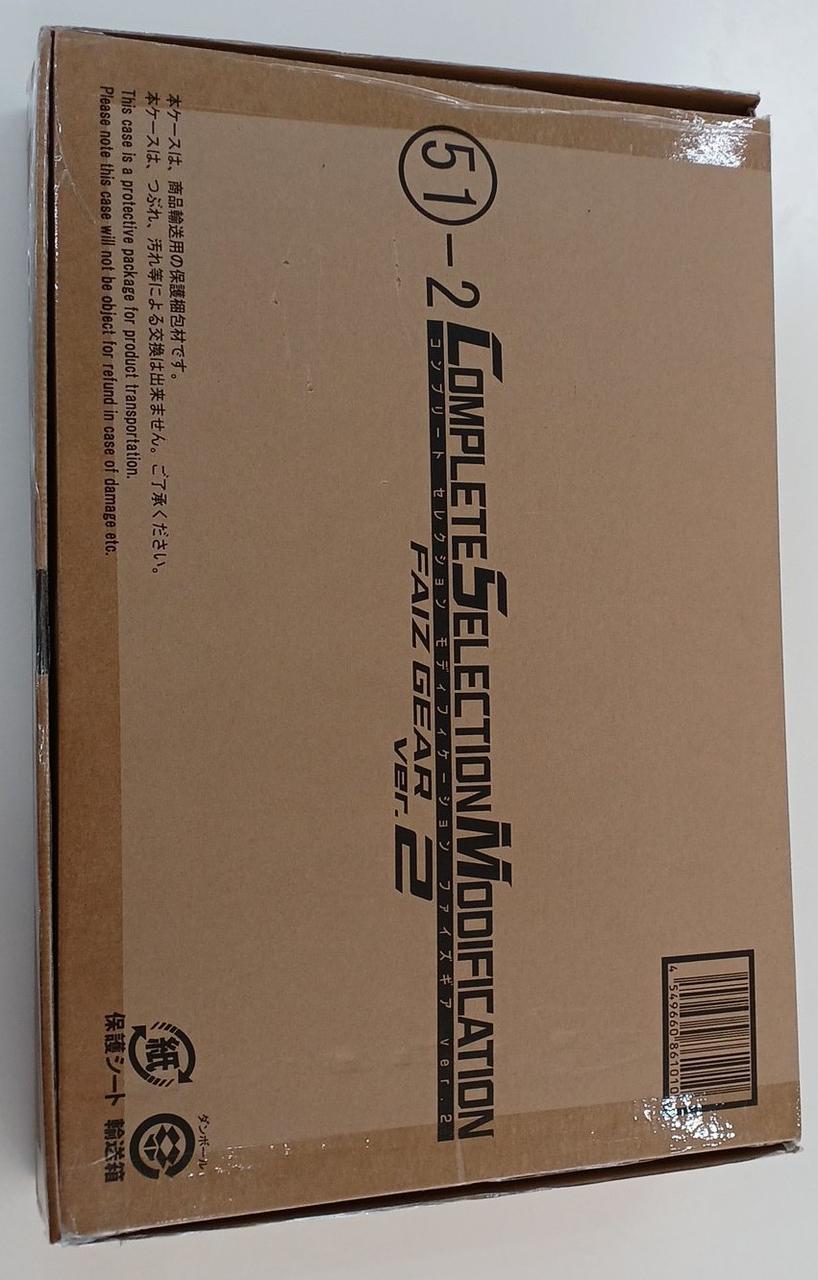 ㊿-2
COMPLETE SELECTION MODIFICATION
コンプリート セレクション モディフィケーション ファイズギア ver.2
FAIZ GEAR ver.2
4 549660 861010
本ケースは、商品輸送用の保護梱包材です。
本ケースは、つぶれ、汚れ等による交換は出来ません。ご了承ください。
This case is a protective package for product transportation.
Please note this case will not be object for refund in case of damage etc.
紙
保護シート
ダンボール
輸送箱